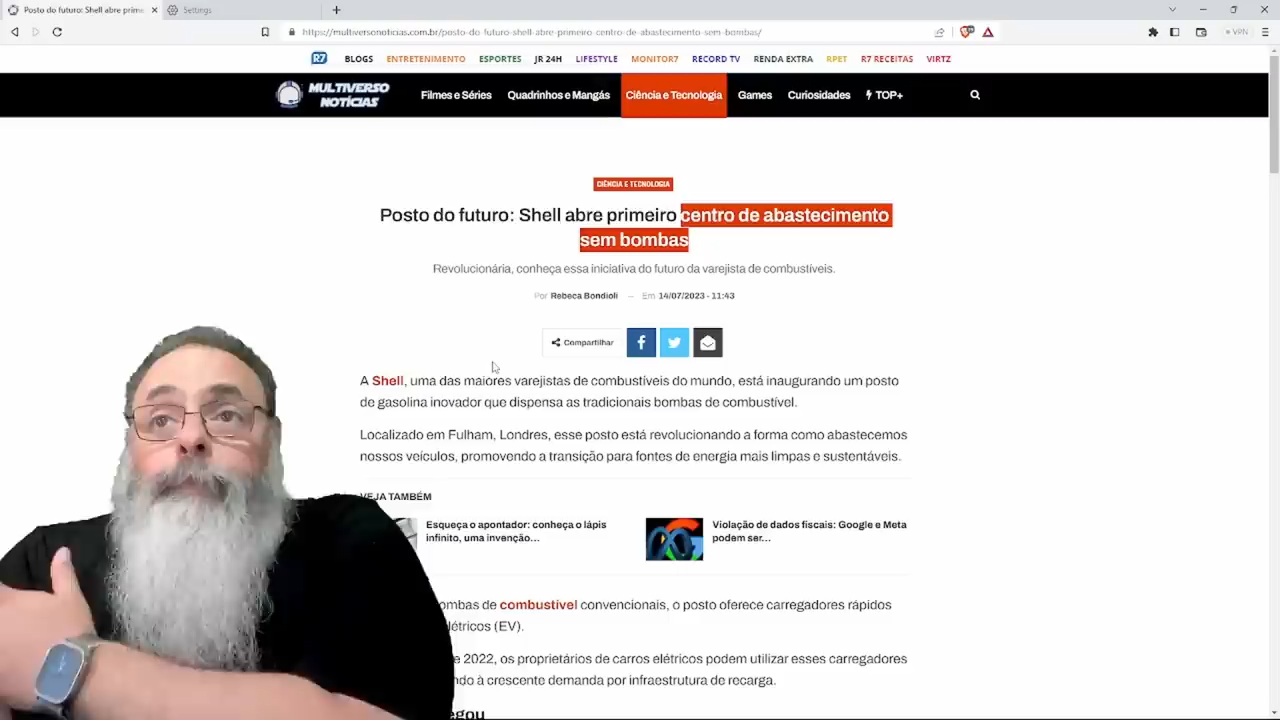 Posto do futuro: Shell abre prime
Settings
https://multiversonoticias.com.br/posto-do-futuro-shell-abre-primeiro-centro-de-abastecimento-sem-bombas/
VPN
R7 BLOGS ENTRETENIMENTO ESPORTES JR 24H LIFESTYLE MONITOR7 RECORD TV RENDA EXTRA RPET R7 RECEITAS VIRTZ
MULTIVERSO
NOTÍCIAS
Filmes e Séries Quadrinhos e Mangás Ciência e Tecnologia Games Curiosidades TOP+
CIÊNCIA E TECNOLOGIA
Posto do futuro: Shell abre primeiro centro de abastecimento
sem bombas
Revolucionária, conheça essa iniciativa do futuro da varejista de combustíveis.
Por Rebeca Bondioli — Em 14/07/2023 - 11:43
Compartilhar
A Shell, uma das maiores varejistas de combustíveis do mundo, está inaugurando um posto
de gasolina inovador que dispensa as tradicionais bombas de combustível.
Localizado em Fulham, Londres, esse posto está revolucionando a forma como abastecemos
nossos veículos, promovendo a transição para fontes de energia mais limpas e sustentáveis.
VEJA TAMBÉM
Esqueça o apontador: conheça o lápis
infinito, uma invenção...
Violação de dados fiscais: Google e Meta
podem ser...
ombas de combustível convencionais, o posto oferece carregadores rápidos
létricos (EV).
e 2022, os proprietários de carros elétricos podem utilizar esses carregadores
ndo à crescente demanda por infraestrutura de recarga.
egou